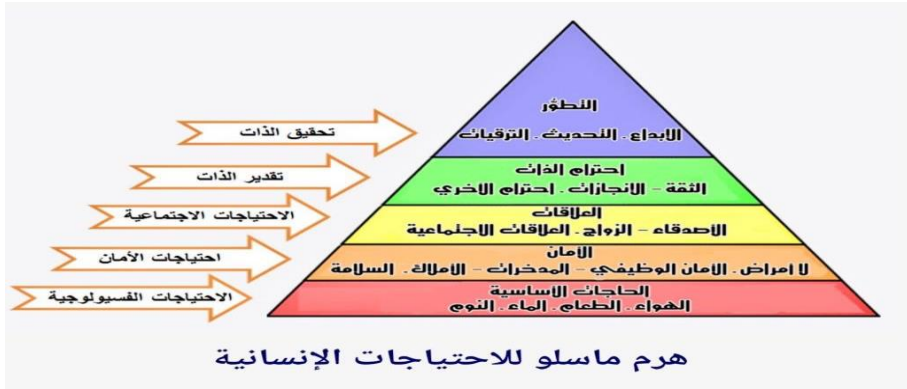 التطور
الابداع . التحديث . الترقيات
تحقيق الذات
احترام الذات
الثقة - الانجازات . احترام الاخري
تقدير الذات
العلاقات
الأصدقاء - الزواج . العلاقات الاجتماعية
الاحتياجات الاجتماعية
الأمان
لا امراض . الأمان الوظيفي - المدخرات - الأملاك . السلامة
احتياجات الأمان
الحاجات الاساسية
الهواء . الطعام . الماء . النوم
الاحتياجات الفسيولوجية
هرم ماسلو للاحتياجات الإنسانية